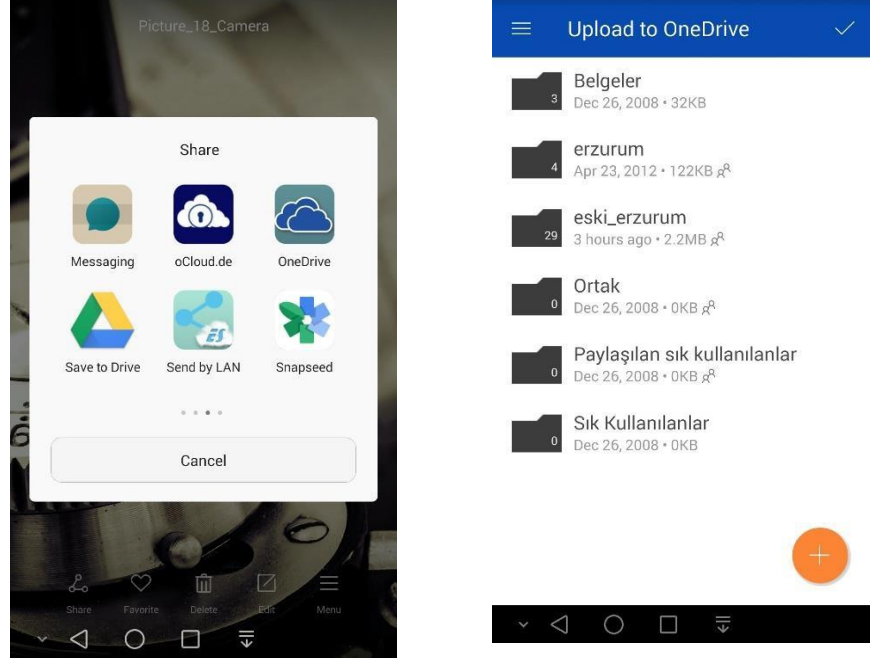 Picture_18_Camera
Share
Messaging
oCloud.de
OneDrive
ES
Save to Drive
Send by LAN
Snapseed
Cancel
Share
Favorite
Delete
Edit
Menu
Upload to OneDrive
3
Belgeler
Dec 26, 2008 • 32KB
4
erzurum
Apr 23, 2012 • 122KB
29
eski_erzurum
3 hours ago • 2.2MB
0
Ortak
Dec 26, 2008 • 0KB
0
Paylaşılan sık kullanılanlar
Dec 26, 2008 • 0KB
0
Sık Kullanılanlar
Dec 26, 2008 • 0KB